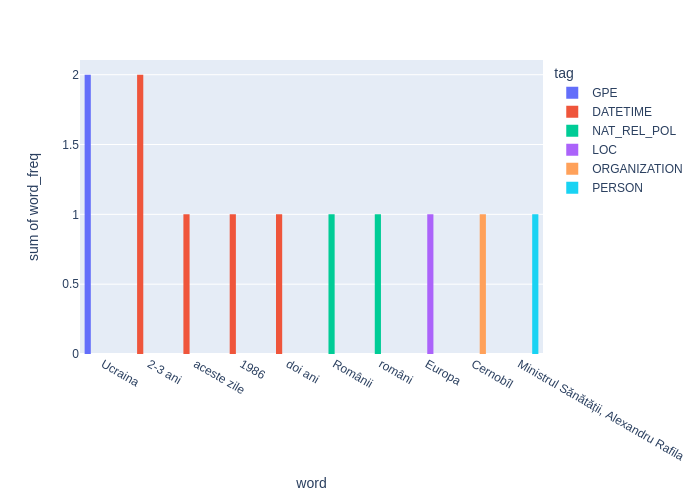 tag
GPE
DATETIME
NAT_REL_POL
LOC
ORGANIZATION
PERSON
sum of word_freq
2
1.5
1
0.5
0
Ucraina
2-3 ani
aceste zile
1986
doi ani
Românii
români
Europa
Cernobîl
Ministrul Sănătății, Alexandru Rafila
word